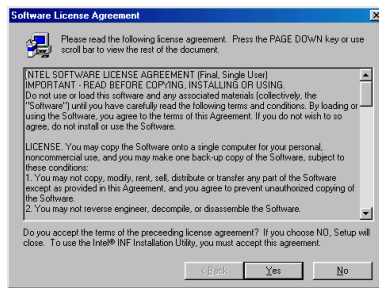 Software License Agreement
Please read the following license agreement. Press the PAGE DOWN key or use
scroll bar to view the rest of the document.
NTEL SOFTWARE LICENSE AGREEMENT (Final, Single User)
IMPORTANT - READ BEFORE COPYING, INSTALLING OR USING.
Do not use or load this software and any associated materials (collectively, the
"Software") until you have carefully read the following terms and conditions. By loading or
using the Software, you agree to the terms of this Agreement. If you do not wish to so
agree, do not install or use the Software.
LICENSE. You may copy the Software onto a single computer for your personal,
noncommercial use, and you may make one back-up copy of the Software, subject to
these conditions:
1. You may not copy, modify, rent, sell, distribute or transfer any part of the Software
except as provided in this Agreement, and you agree to prevent unauthorized copying of
the Software.
2. You may not reverse engineer, decompile, or disassemble the Software.
Do you accept the terms of the preceeding license agreement? If you choose NO, Setup will
close. To use the Intel® INF Installation Utility, you must accept this agreement.
< Back
Yes
No